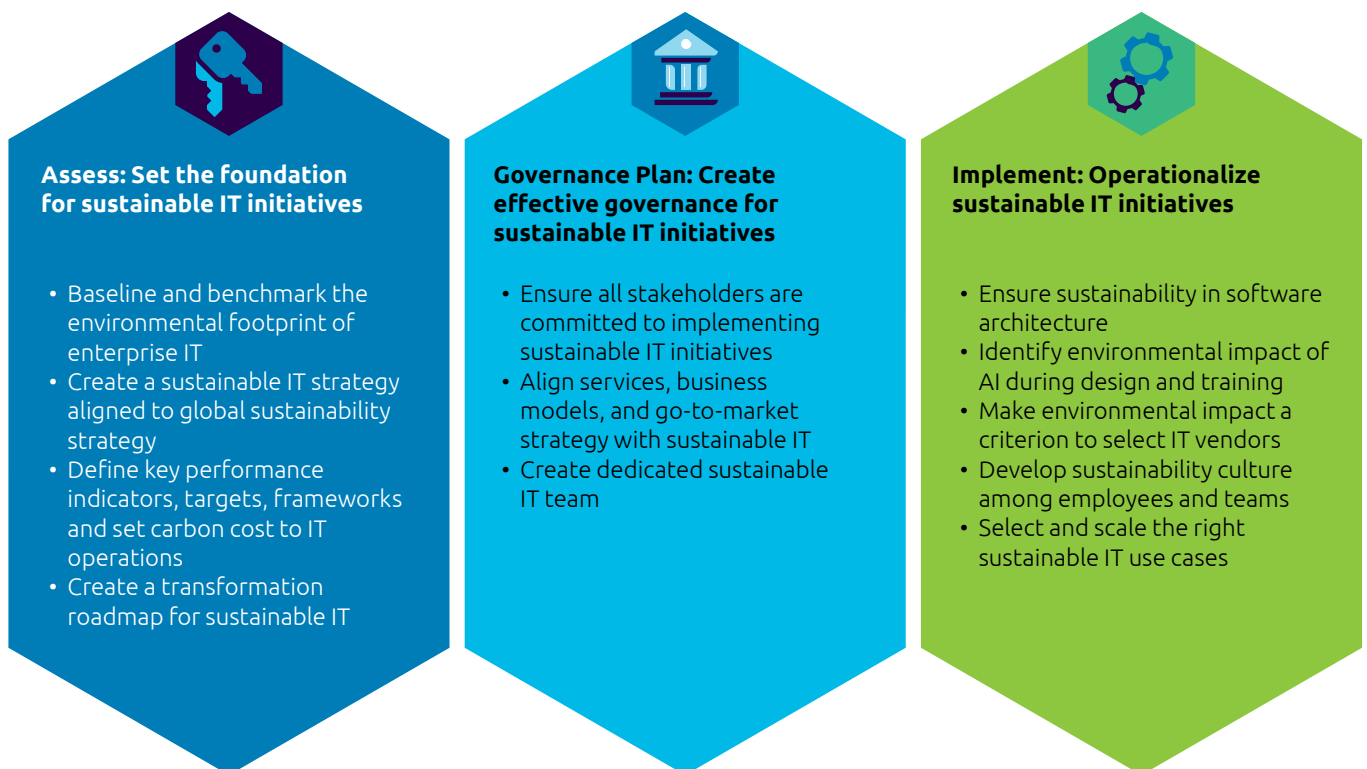 Assess: Set the foundation
for sustainable IT initiatives
• Baseline and benchmark the
environmental footprint of
enterprise IT
• Create a sustainable IT strategy
aligned to global sustainability
strategy
• Define key performance
indicators, targets, frameworks
and set carbon cost to IT
operations
• Create a transformation
roadmap for sustainable IT
Governance Plan: Create
effective governance for
sustainable IT initiatives
• Ensure all stakeholders are
committed to implementing
sustainable IT initiatives
• Align services, business
models, and go-to-market
strategy with sustainable IT
• Create dedicated sustainable
IT team
Implement: Operationalize
sustainable IT initiatives
• Ensure sustainability in software
architecture
• Identify environmental impact of
AI during design and training
• Make environmental impact a
criterion to select IT vendors
• Develop sustainability culture
among employees and teams
• Select and scale the right
sustainable IT use cases